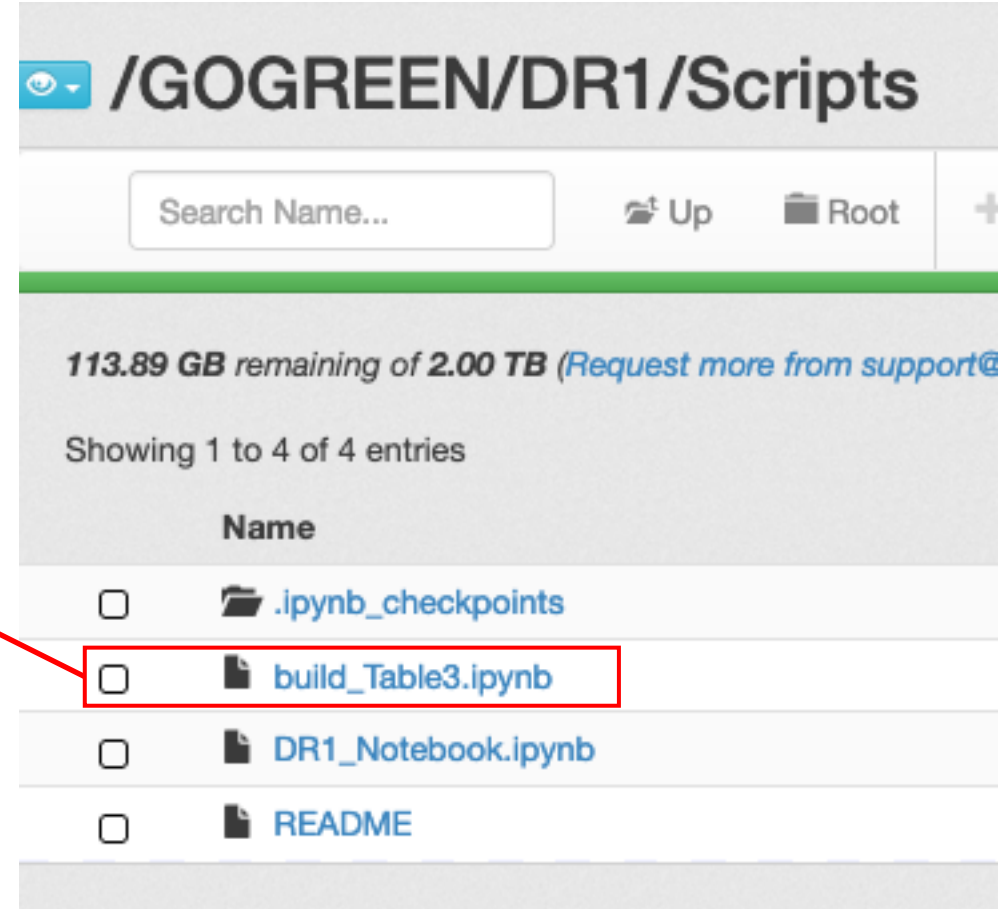 /GOGREEN/DR1/Scripts
Search Name... Up Root
113.89 GB remaining of 2.00 TB (Request more from support@
Showing 1 to 4 of 4 entries
Name
.ipynb_checkpoints
build_Table3.ipynb
DR1_Notebook.ipynb
README